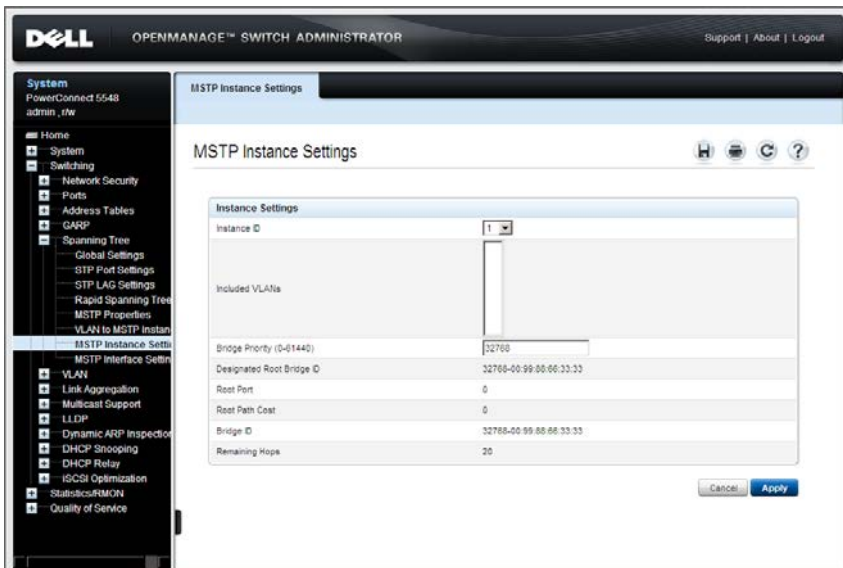 DELL
OPENMANAGE™ SWITCH ADMINISTRATOR
Support | About | Logout
System
PowerConnect 5548
admin ,r/w
Home
System
Switching
Network Security
Ports
Address Tables
GARP
Spanning Tree
Global Settings
STP Port Settings
STP LAG Settings
Rapid Spanning Tree
MSTP Properties
VLAN to MSTP Instan
MSTP Instance Settin
MSTP Interface Settin
VLAN
Link Aggregation
Multicast Support
LLDP
Dynamic ARP Inspection
DHCP Snooping
DHCP Relay
iSCSI Optimization
Statistics/RMON
Quality of Service
MSTP Instance Settings
MSTP Instance Settings
?
Instance Settings
Instance ID 1
Included VLANs
Bridge Priority (0-61440) 32768
Designated Root Bridge ID 32768-00:99:88:66:33:33
Root Port 0
Root Path Cost 0
Bridge ID 32768-00:99:88:66:33:33
Remaining Hops 20
Cancel Apply